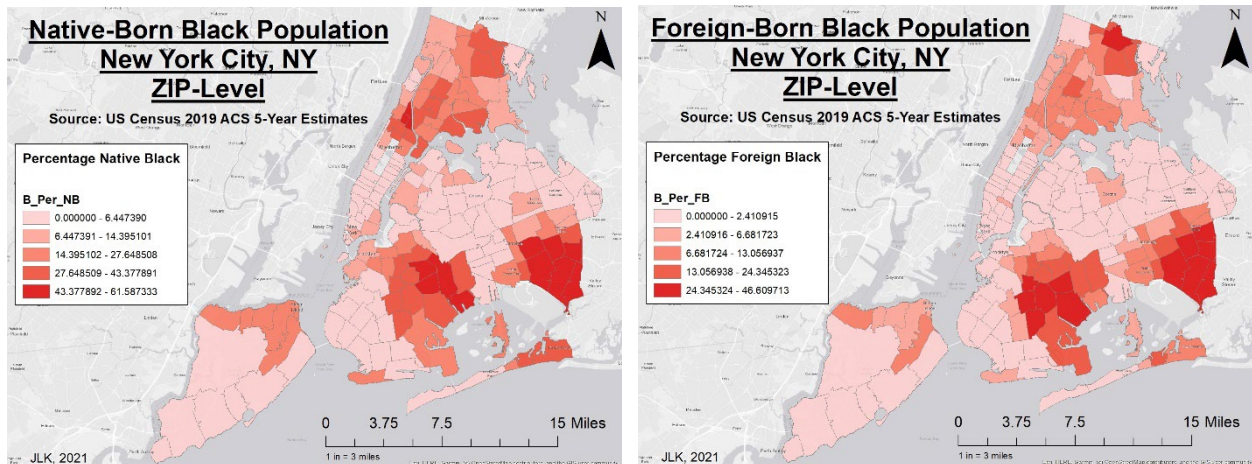 Native-Born Black Population
New York City, NY
ZIP-Level
Source: US Census 2019 ACS 5-Year Estimates
N
Percentage Native Black
B_Per_NB
0.000000 - 6.447390
6.447391 - 14.395101
14.395102 - 27.648508
27.648509 - 43.377891
43.377892 - 61.587333
0 3.75 7.5 15 Miles
1 in = 3 miles
JLK, 2021
Foreign-Born Black Population
New York City, NY
ZIP-Level
Source: US Census 2019 ACS 5-Year Estimates
N
Percentage Foreign Black
B_Per_FB
0.000000 - 2.410915
2.410916 - 6.681723
6.681724 - 13.056937
13.056938 - 24.345323
24.345324 - 46.609713
0 3.75 7.5 15 Miles
1 in = 3 miles
JLK, 2021